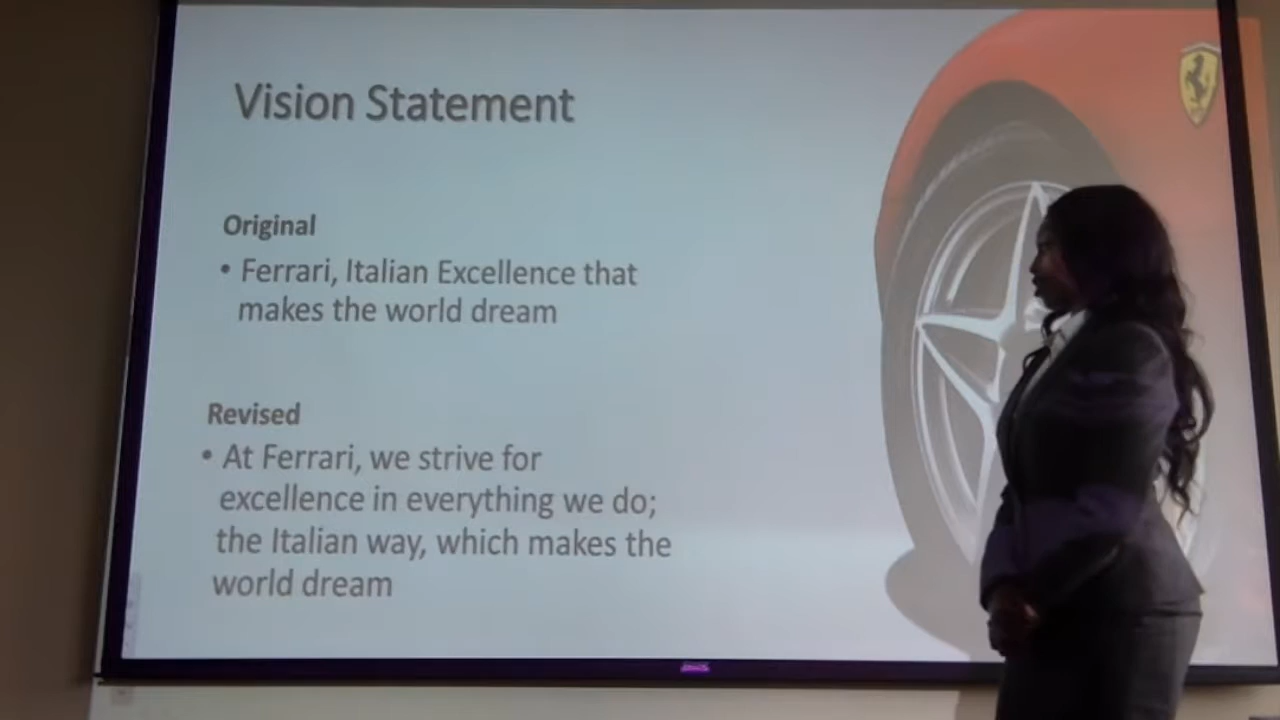 Vision Statement
Original
• Ferrari, Italian Excellence that
makes the world dream
Revised
• At Ferrari, we strive for
excellence in everything we do;
the Italian way, which makes the
world dream